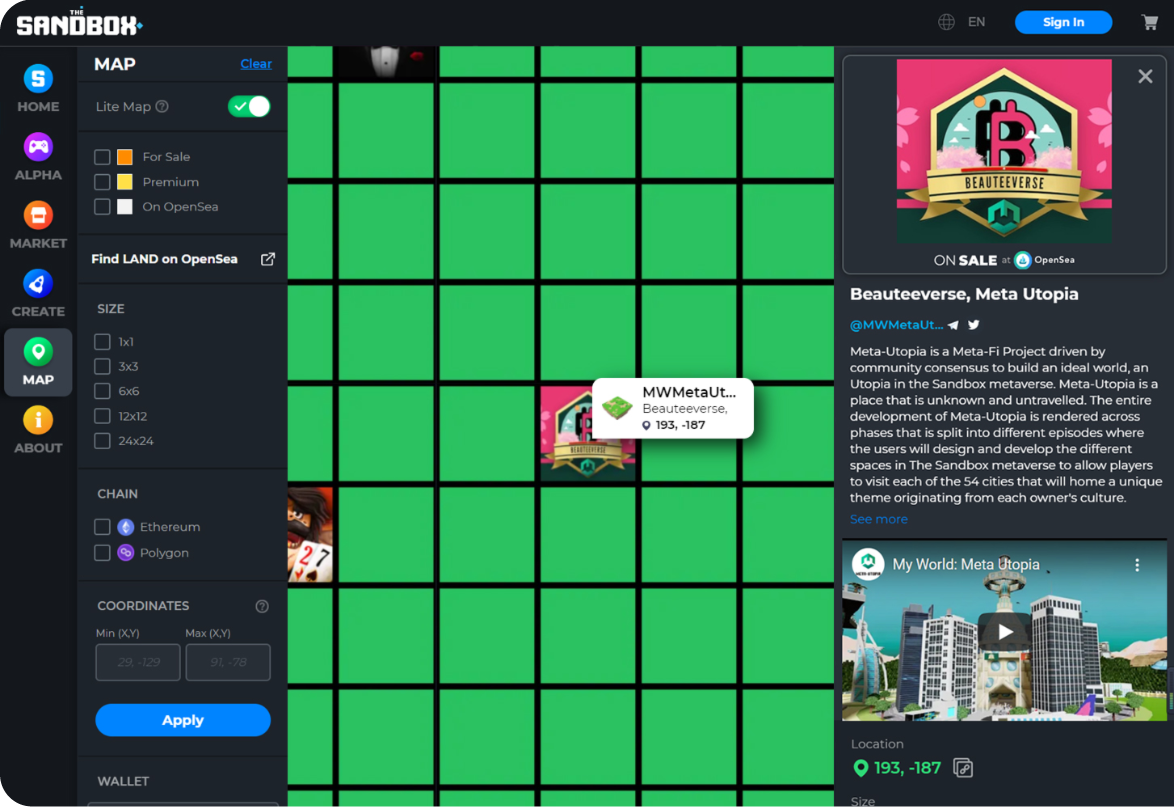 THE
SANDBOX
EN
Sign In
HOME
ALPHA
MARKET
CREATE
MAP
ABOUT
MAP
Clear
Lite Map
For Sale
Premium
On OpenSea
Find LAND on OpenSea
SIZE
1x1
3x3
6x6
12x12
24x24
CHAIN
Ethereum
Polygon
COORDINATES
Min (X,Y) Max (X,Y)
29, -129 91, -78
Apply
WALLET
MWMetaUt...
Beauteeverse,
193, -187
BEAUTEEVERSE
2 7
BEAUTEEVERSE
ON SALE at OpenSea
Beauteeverse, Meta Utopia
@MWMetaUt...
Meta-Utopia is a Meta-Fi Project driven by
community consensus to build an ideal world, an
Utopia in the Sandbox metaverse. Meta-Utopia is a
place that is unknown and untravelled. The entire
development of Meta-Utopia is rendered across
phases that is split into different episodes where
the users will design and develop the different
spaces in The Sandbox metaverse to allow players
to visit each of the 54 cities that will home a unique
theme originating from each owner's culture.
See more
META-UTOPIA
My World: Meta Utopia
Location
193, -187
Size